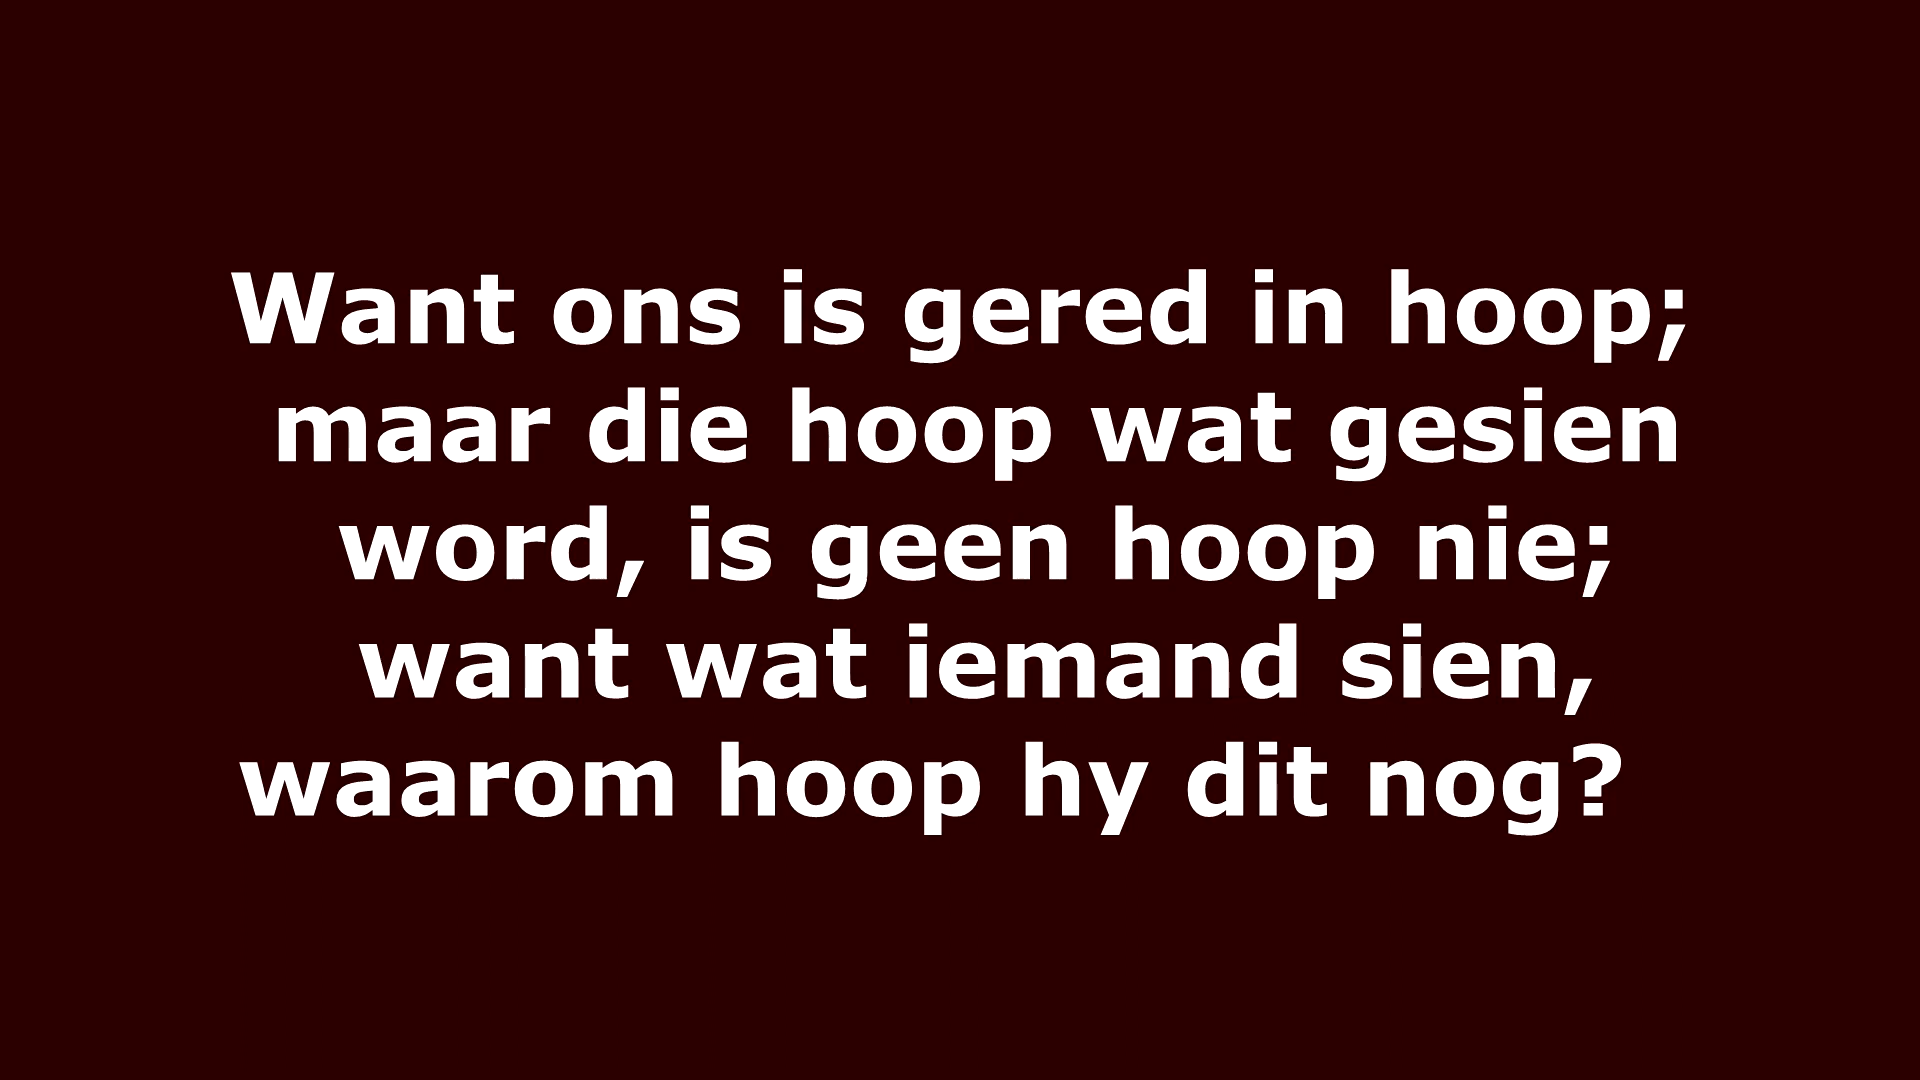 Want ons is gered in hoop;
maar die hoop wat gesien
word, is geen hoop nie;
want wat iemand sien,
waarom hoop hy dit nog?